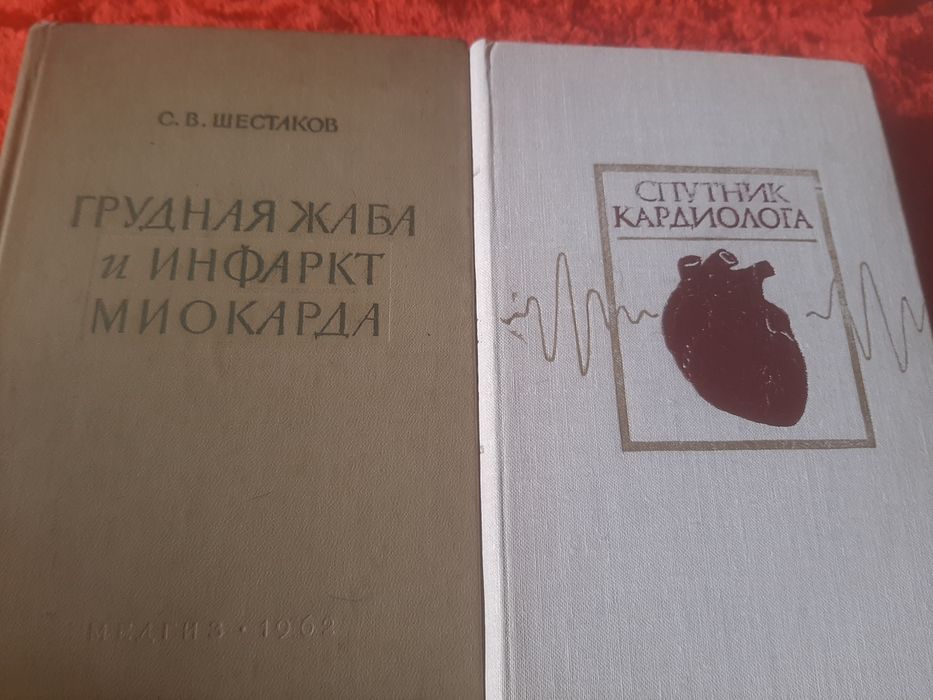 С. В. ШЕСТАКОВ
ГРУДНАЯ ЖАБА
и ИНФАРКТ
МИОКАРДА
МЕДГИЗ • 1962
СПУТНИК
КАРДИОЛОГА